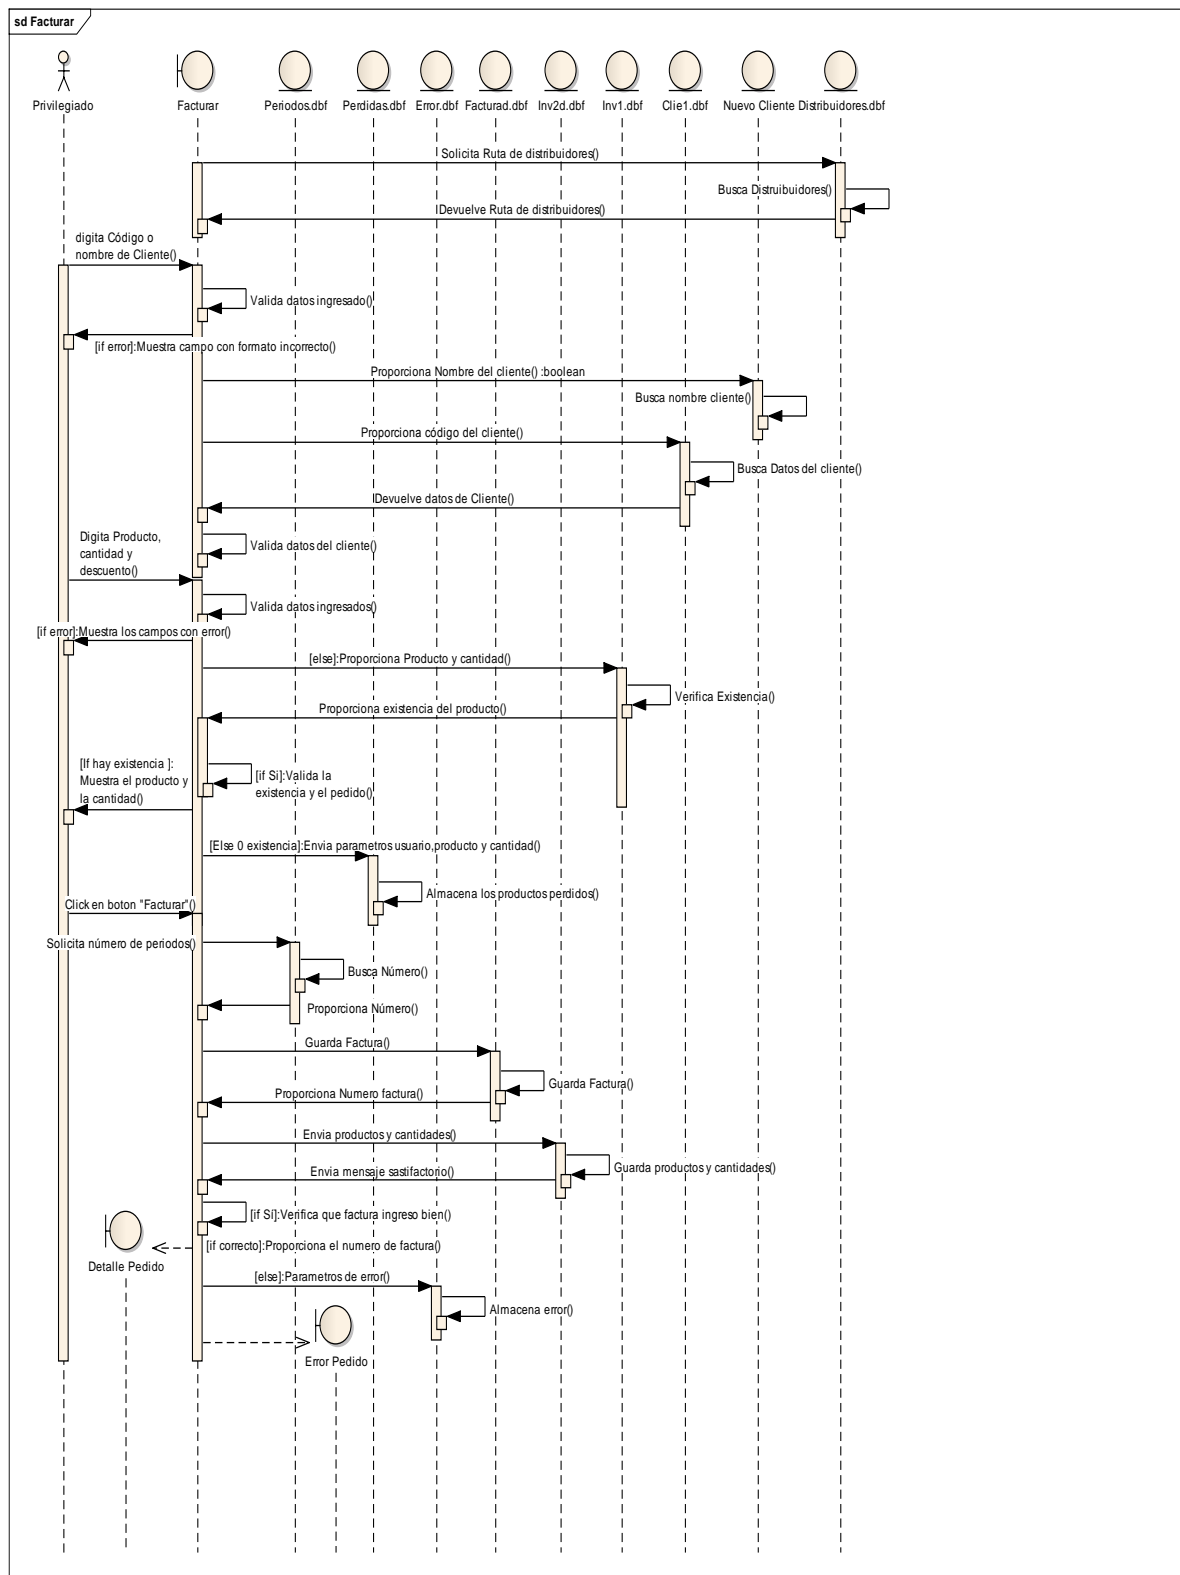 sd Facturar
Privilegiado
Facturar
Periodos.dbf
Perdidas.dbf
Error.dbf
Facturad.dbf
Inv2d.dbf
Inv1.dbf
Clie1.dbf
Nuevo Cliente
Distribuidores.dbf
Solicita Ruta de distribuidores()
Busca Distruibuidores()
Devuelve Ruta de distribuidores()
digita Código o
nombre de Cliente()
Valida datos ingresado()
[if error]:Muestra campo con formato incorrecto()
Proporciona Nombre del cliente() :boolean
Busca nombre cliente()
Proporciona código del cliente()
Busca Datos del cliente()
Devuelve datos de Cliente()
Digita Producto,
cantidad y
descuento()
Valida datos del cliente()
Valida datos ingresados()
[if error]:Muestra los campos con error()
[else]:Proporciona Producto y cantidad()
Verifica Existencia()
Proporciona existencia del producto()
[If hay existencia ]:
Muestra el producto y
la cantidad()
[if Si]:Valida la
existencia y el pedido()
[Else 0 existencia]:Envia parametros usuario,producto y cantidad()
Almacena los productos perdidos()
Click en boton "Facturar"()
Solicita número de periodos()
Busca Número()
Proporciona Número()
Guarda Factura()
Guarda Factura()
Proporciona Numero factura()
Envia productos y cantidades()
Guarda productos y cantidades()
Envia mensaje sastifactorio()
[if Sí]:Verifica que factura ingreso bien()
[if correcto]:Proporciona el numero de factura()
Detalle Pedido
[else]:Parametros de error()
Almacena error()
Error Pedido